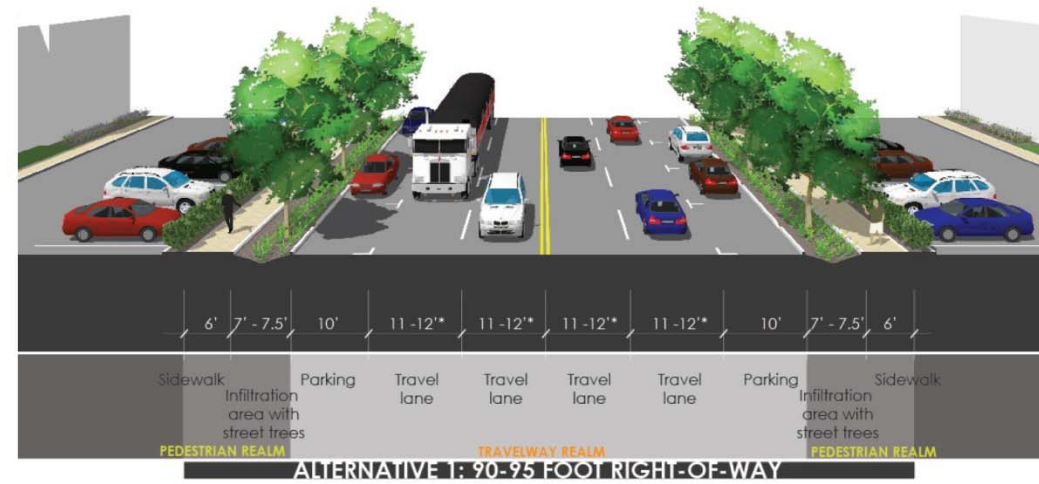 6' 7' - 7.5' 10' 11 -12'* 11 -12'* 11 -12'* 11 -12'* 10' 7' - 7.5' 6'
Sidewalk Parking Travel lane Travel lane Travel lane Travel lane Parking Sidewalk
Infiltration area with street trees
Infiltration area with street trees
PEDESTRIAN REALM TRAVELWAY REALM PEDESTRIAN REALM
ALTERNATIVE 1: 90-95 FOOT RIGHT-OF-WAY